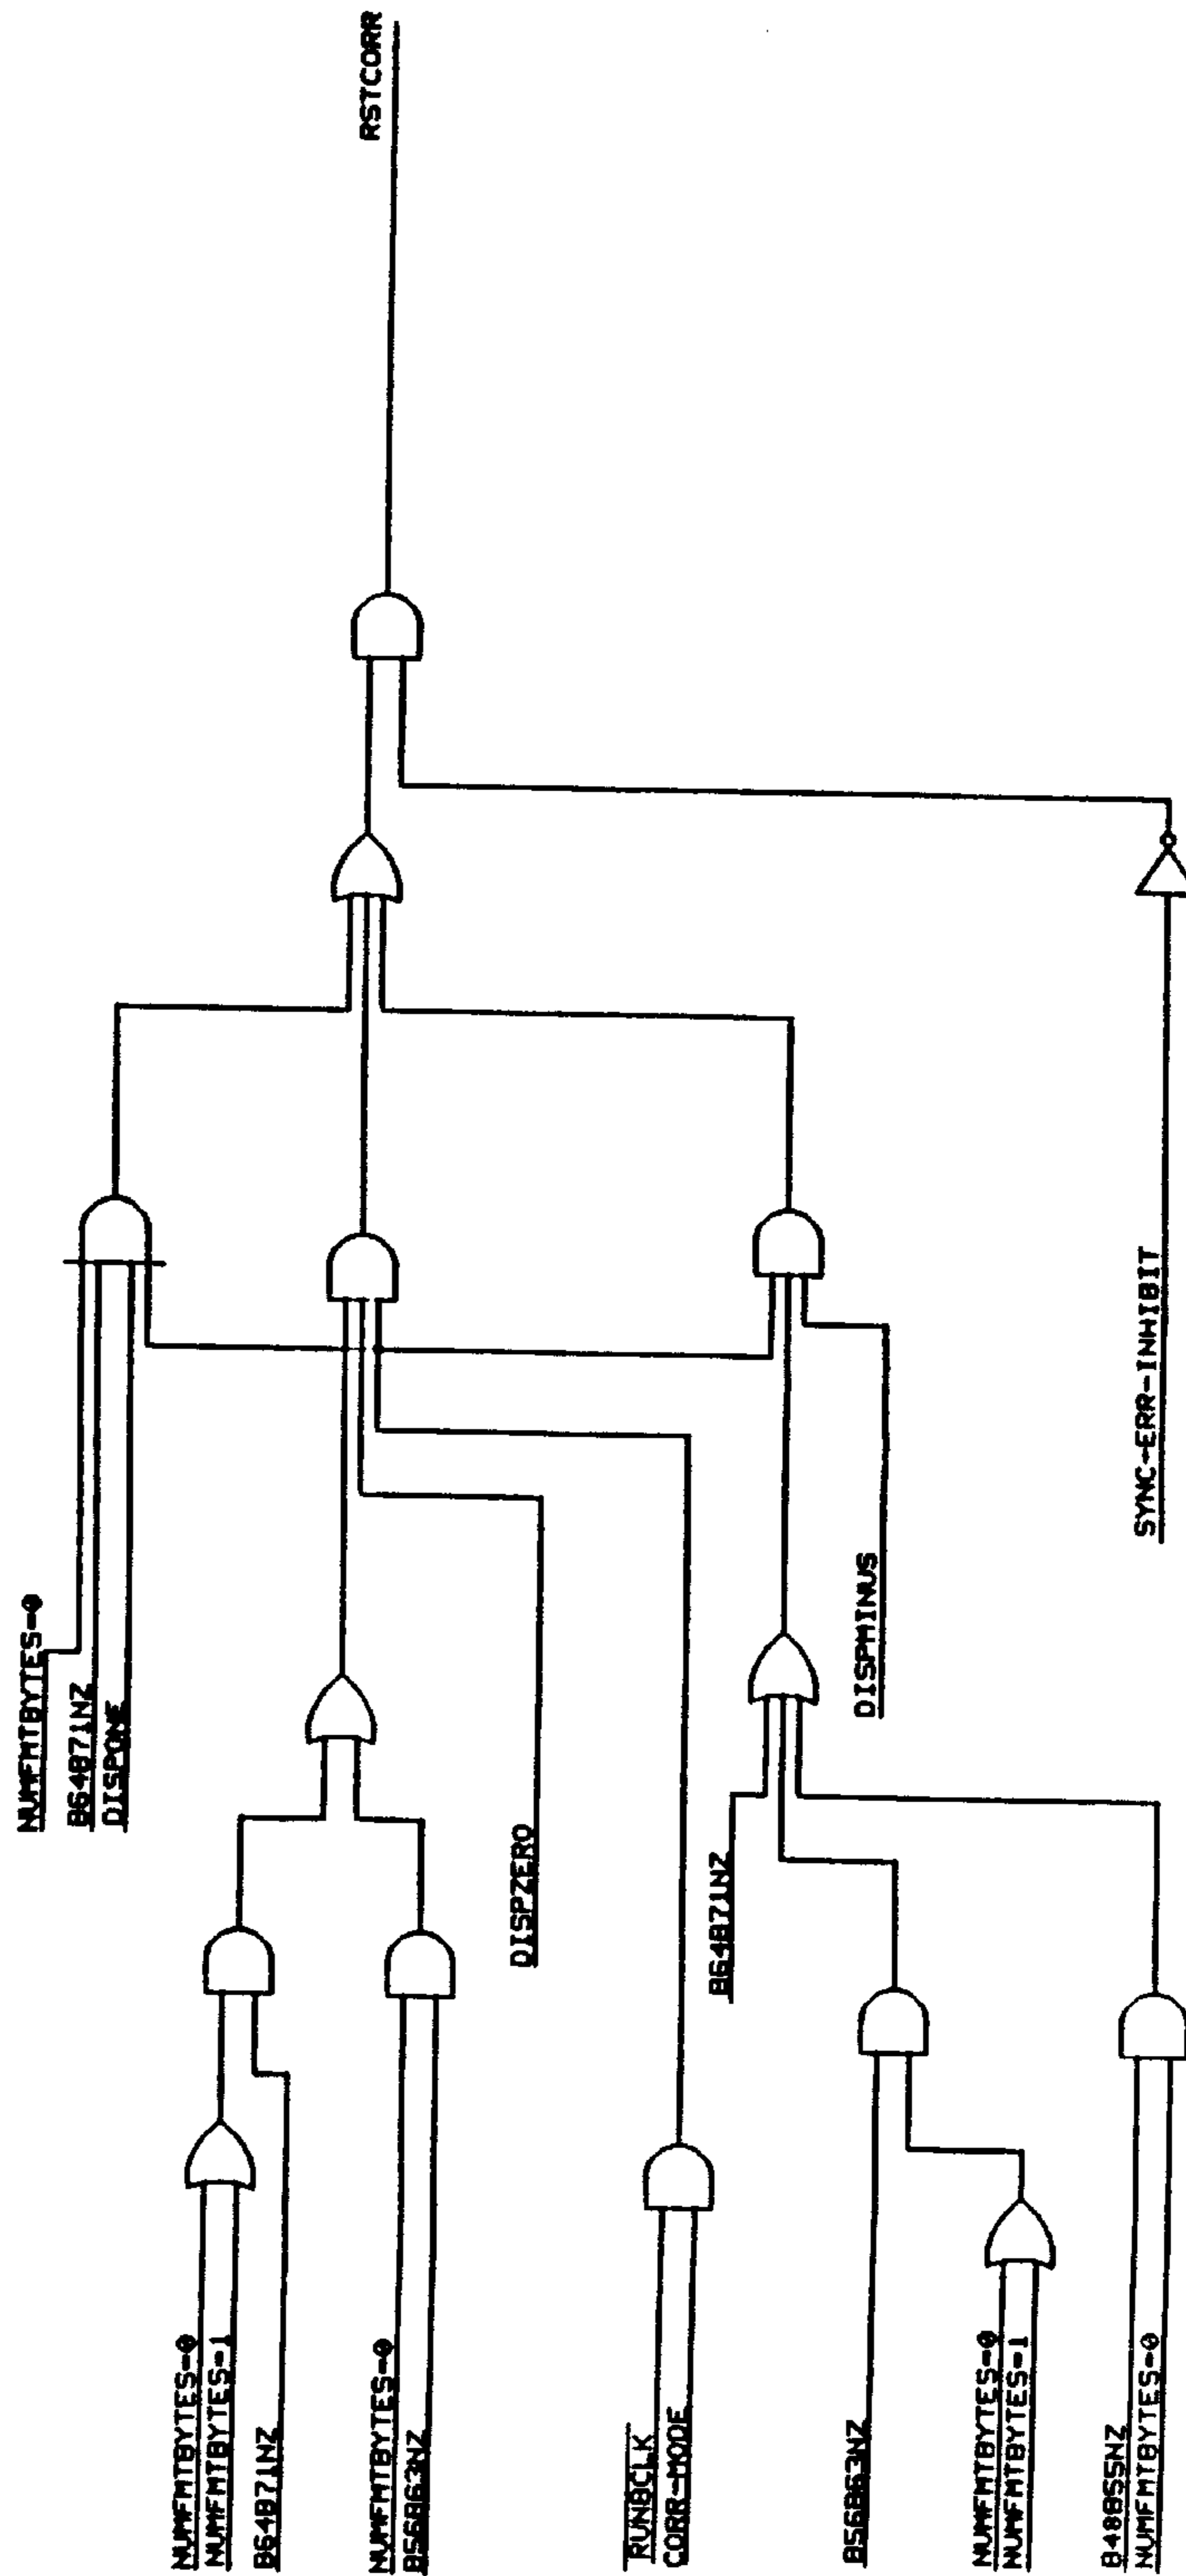 NUMFMTBYTES=0
NUMFMTBYTES=1
B64B71NZ
NUMFMTBYTES=0
B56B63NZ
RUNBCLK
CORR-MODE
B56B63NZ
NUMFMTBYTES=0
NUMFMTBYTES=1
B48B55NZ
NUMFMTBYTES=0
NUMFMTBYTES=0
B64B71NZ
DISPONE
DISPZERO
B64B71NZ
DISPMINUS
SYNC-ERR-INHIBIT
RSTCORR